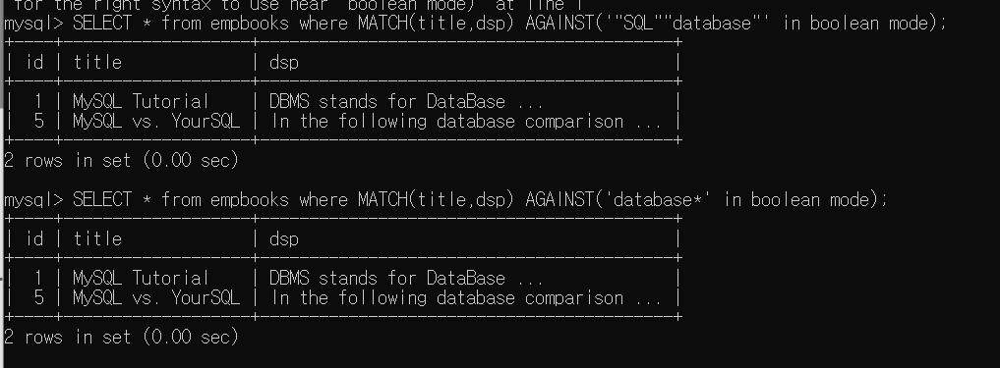 for the right syntax to use near 'boolean mode)' at line 1
mysql> SELECT * from empbooks where MATCH(title,dsp) AGAINST('"SQL""database"' in boolean mode);
+----+-------------------+------------------------------------------+
| id | title | dsp |
+----+-------------------+------------------------------------------+
| 1 | MySQL Tutorial | DBMS stands for DataBase ... |
| 5 | MySQL vs. YourSQL | In the following database comparison ... |
+----+-------------------+------------------------------------------+
2 rows in set (0.00 sec)
mysql> SELECT * from empbooks where MATCH(title,dsp) AGAINST('database*' in boolean mode);
+----+-------------------+------------------------------------------+
| id | title | dsp |
+----+-------------------+------------------------------------------+
| 1 | MySQL Tutorial | DBMS stands for DataBase ... |
| 5 | MySQL vs. YourSQL | In the following database comparison ... |
+----+-------------------+------------------------------------------+
2 rows in set (0.00 sec)